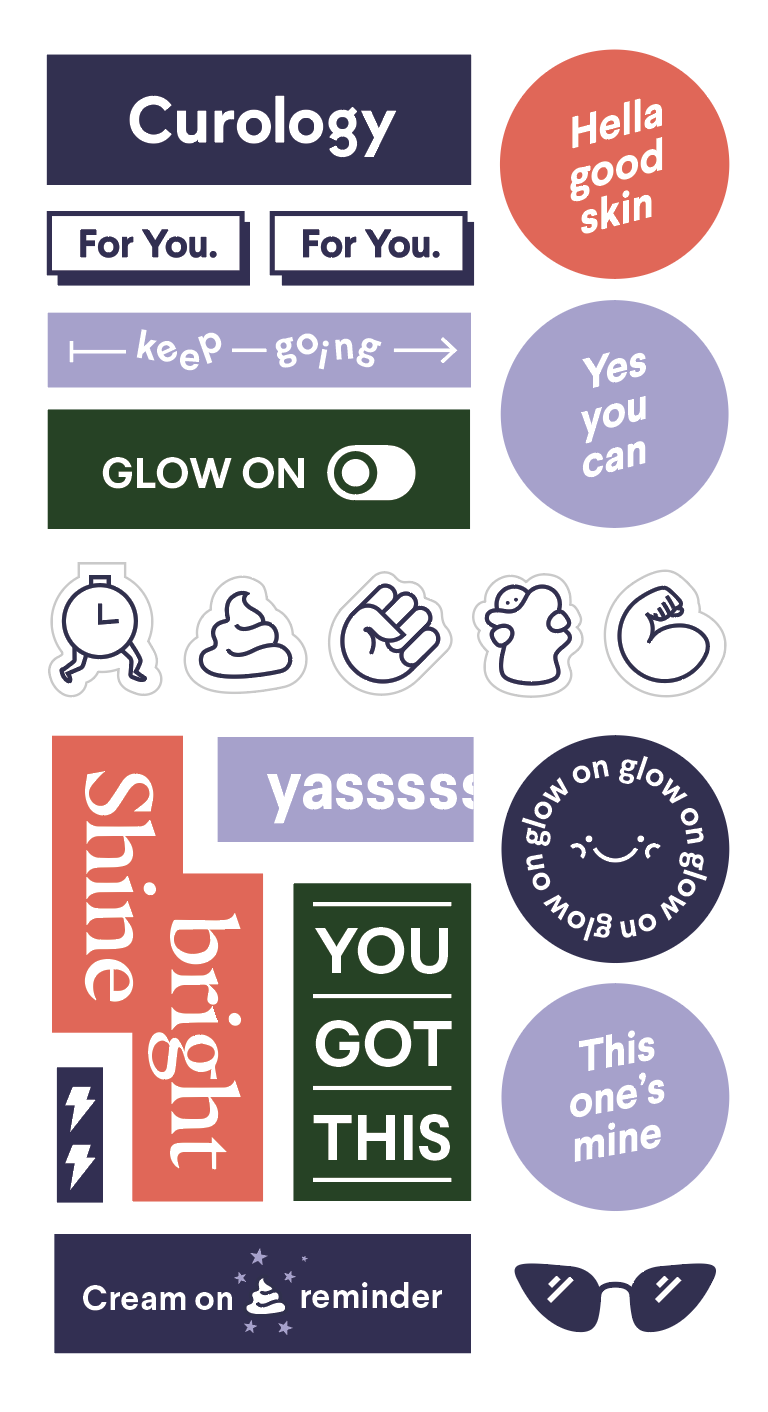 Curology
Hella
good
skin
For You.
For You.
keep going
Yes
you
can
GLOW ON
Shine
bright
yasssss
glow on glow on glow on glow on
YOU
GOT
THIS
This
one's
mine
Cream on reminder